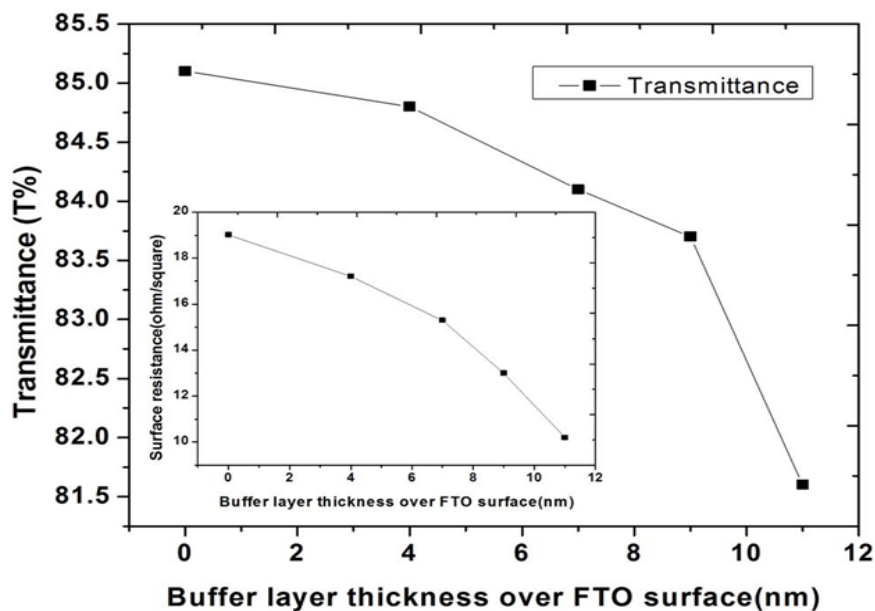 85.5
85.0
84.5
84.0
83.5
83.0
82.5
82.0
81.5
Transmittance (T%)
Transmittance
20
18
16
14
12
10
Surface resistance(ohm/square)
0 2 4 6 8 10 12
Buffer layer thickness over FTO surface(nm)
0 2 4 6 8 10 12
Buffer layer thickness over FTO surface(nm)